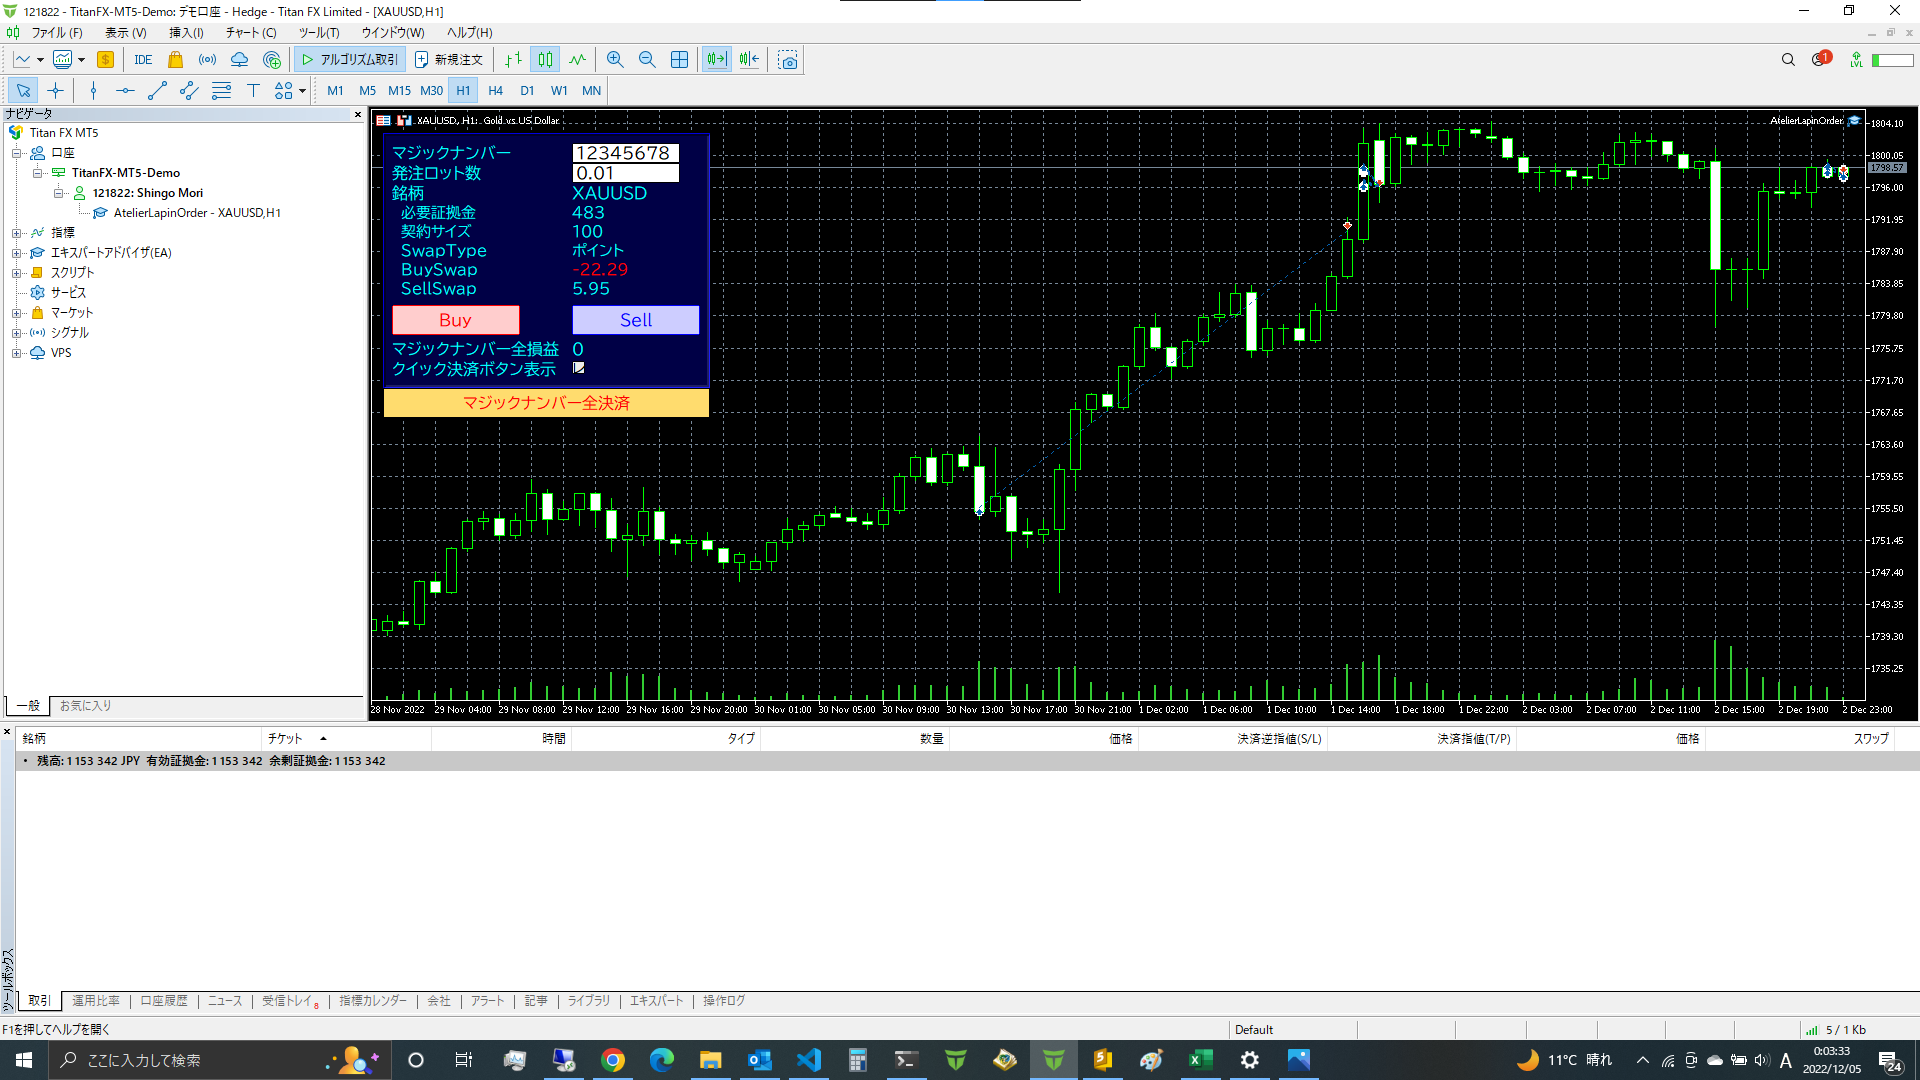 121822 - TitanFX-MT5-Demo: デモ口座 - Hedge - Titan FX Limited - [XAUUSD,H1]
ファイル (F) 表示 (V) 挿入(I) チャート (C) ツール(T) ウインドウ(W) ヘルプ(H)
IDE アルゴリズム取引 新規注文 1 LVL
T M1 M5 M15 M30 H1 H4 D1 W1 MN
ナビゲータ
Titan FX MT5
口座
TitanFX-MT5-Demo
121822: Shingo Mori
AtelierLapinOrder - XAUUSD,H1
指標
エキスパートアドバイザ(EA)
スクリプト
サービス
マーケット
シグナル
VPS
一般 お気に入り
XAUUSD, H1: Gold vs US Dollar
AtelierLapinOrder
マジックナンバー 12345678
発注ロット数 0.01
銘柄 XAUUSD
必要証拠金 483
契約サイズ 100
SwapType ポイント
BuySwap -22.29
SellSwap 5.95
Buy Sell
マジックナンバー全損益 0
クイック決済ボタン表示
マジックナンバー全決済
1804.10
1800.05
1798.57
1796.00
1791.95
1787.90
1783.85
1779.80
1775.75
1771.70
1767.65
1763.60
1759.55
1755.50
1751.45
1747.40
1743.35
1739.30
1735.25
28 Nov 2022 29 Nov 04:00 29 Nov 08:00 29 Nov 12:00 29 Nov 16:00 29 Nov 20:00 30 Nov 01:00 30 Nov 05:00 30 Nov 09:00 30 Nov 13:00 30 Nov 17:00 30 Nov 21:00 1 Dec 02:00 1 Dec 06:00 1 Dec 10:00 1 Dec 14:00 1 Dec 18:00 1 Dec 22:00 2 Dec 03:00 2 Dec 07:00 2 Dec 11:00 2 Dec 15:00 2 Dec 19:00 2 Dec 23:00
銘柄 チケット 時間 タイプ 数量 価格 決済逆指値(S/L) 決済指値(T/P) 価格 スワップ
残高: 1 153 342 JPY 有効証拠金: 1 153 342 余剰証拠金: 1 153 342
ツールボックス
取引 運用比率 口座履歴 ニュース 受信トレイ 8 指標カレンダー 会社 アラート 記事 ライブラリ エキスパート 操作ログ
F1を押してヘルプを開く Default 5 / 1 Kb
ここに入力して検索 11°C 晴れ A 0:03:33
2022/12/05 24